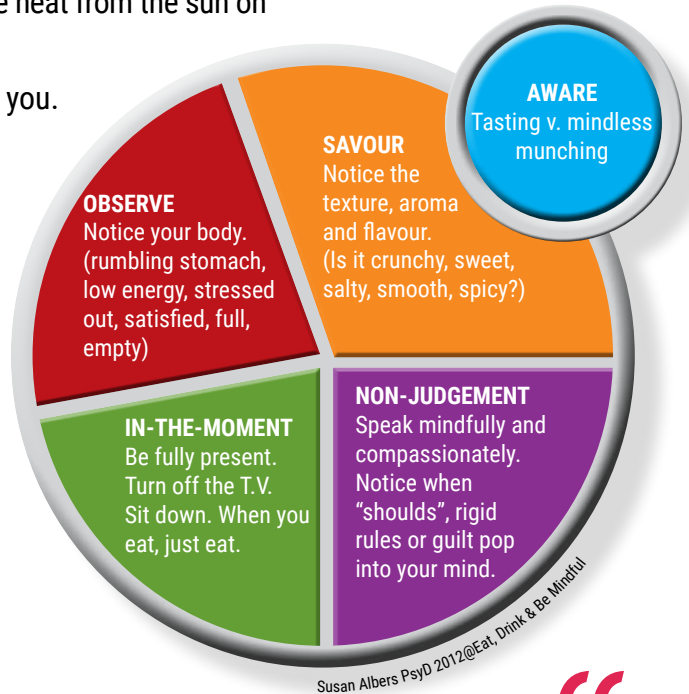 e heat from the sun on
you.
AWARE
Tasting v. mindless
munching
SAVOUR
Notice the
texture, aroma
and flavour.
(Is it crunchy, sweet,
salty, smooth, spicy?)
OBSERVE
Notice your body.
(rumbling stomach,
low energy, stressed
out, satisfied, full,
empty)
IN-THE-MOMENT
Be fully present.
Turn off the T.V.
Sit down. When you
eat, just eat.
NON-JUDGEMENT
Speak mindfully and
compassionately.
Notice when
“shoulds”, rigid
rules or guilt pop
into your mind.
Susan Albers PsyD 2012@Eat, Drink & Be Mindful
“